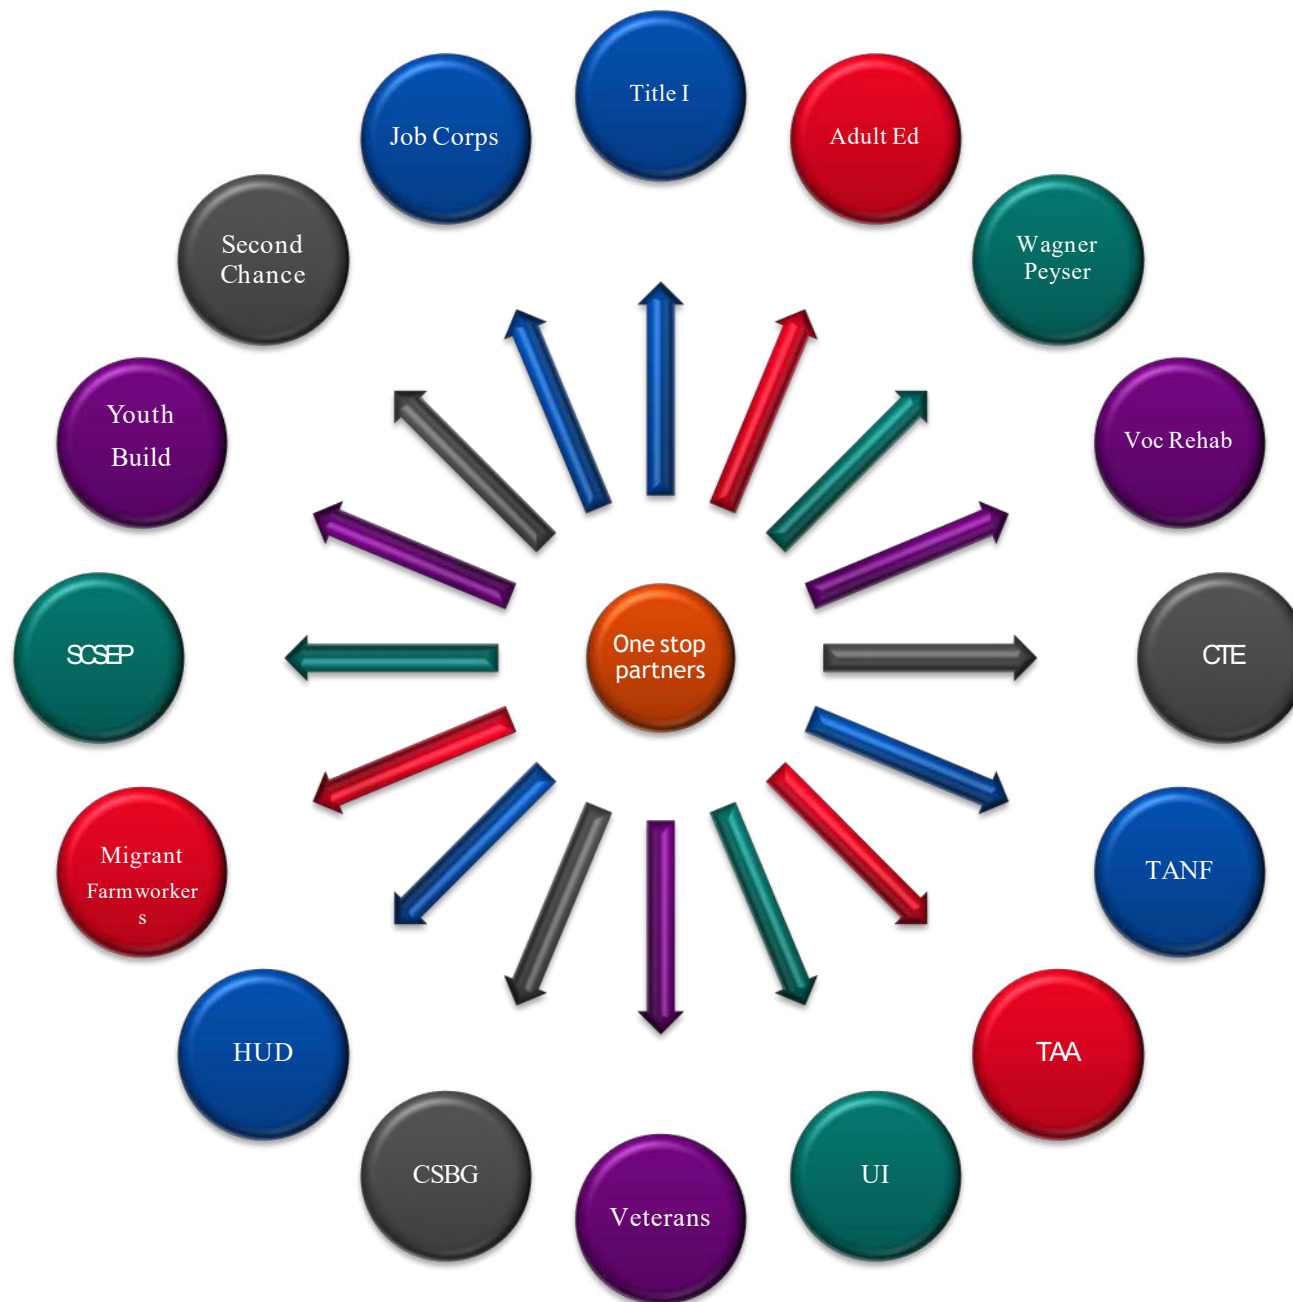 Title I
Adult Ed
Wagner
Peyser
Voc Rehab
CTE
TANF
TAA
UI
Veterans
CSBG
HUD
Migrant
Farmworker
s
SCSEP
Youth
Build
Second
Chance
Job Corps
One stop
partners